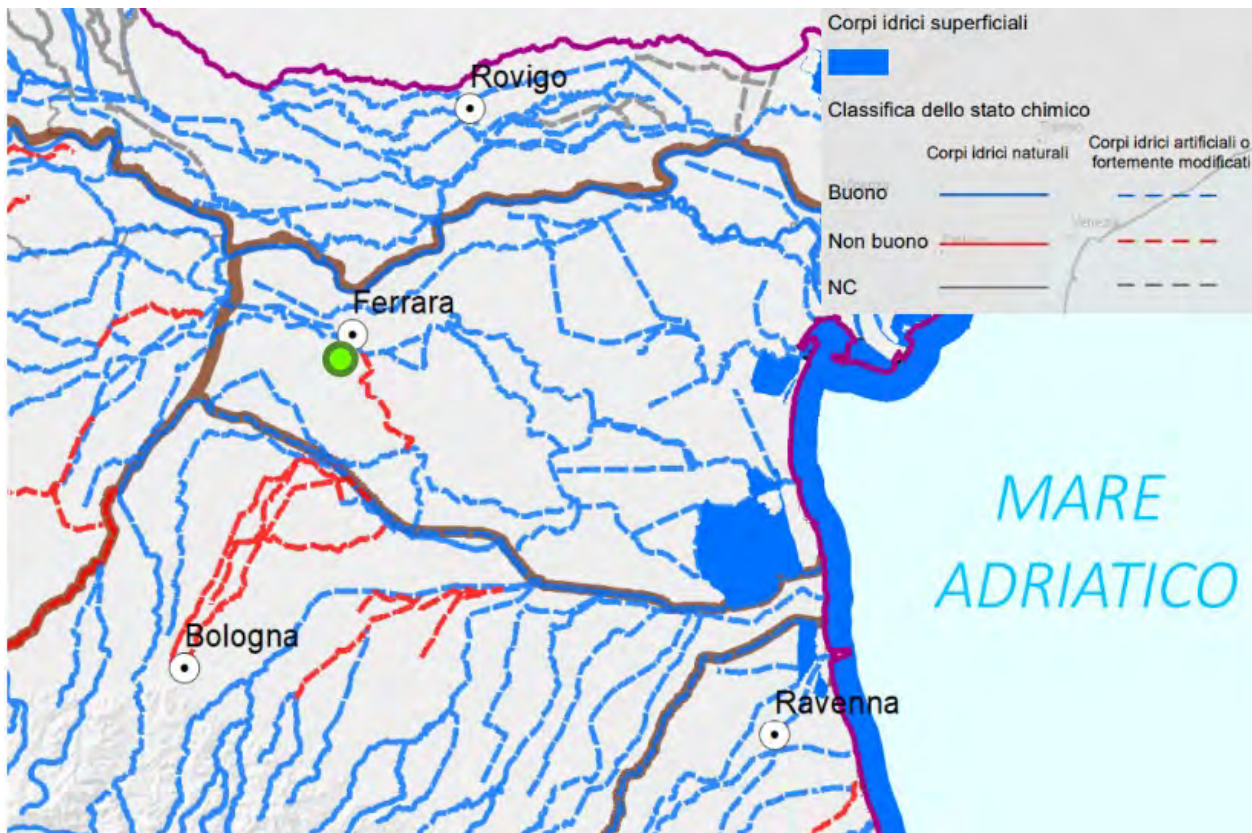 Corpi idrici superficiali
Classifica dello stato chimico
Corpi idrici naturali
Corpi idrici artificiali o
fortemente modificati
Buono
Non buono
NC
Venezia
Rovigo
Ferrara
Bologna
Ravenna
MARE
ADRIATICO